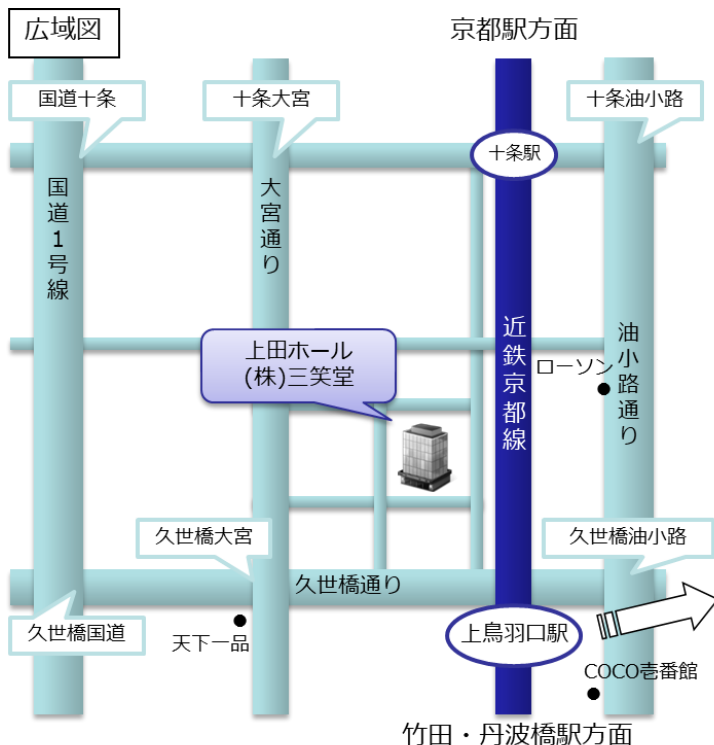 広域図
京都駅方面
国道十条
十条大宮
十条油小路
十条駅
国道1号線
大宮通り
近鉄京都線
油小路通り
上田ホール
(株)三笑堂
ローソン
久世橋大宮
久世橋油小路
久世橋通り
久世橋国道
天下一品
上鳥羽口駅
COCO壱番館
竹田・丹波橋駅方面